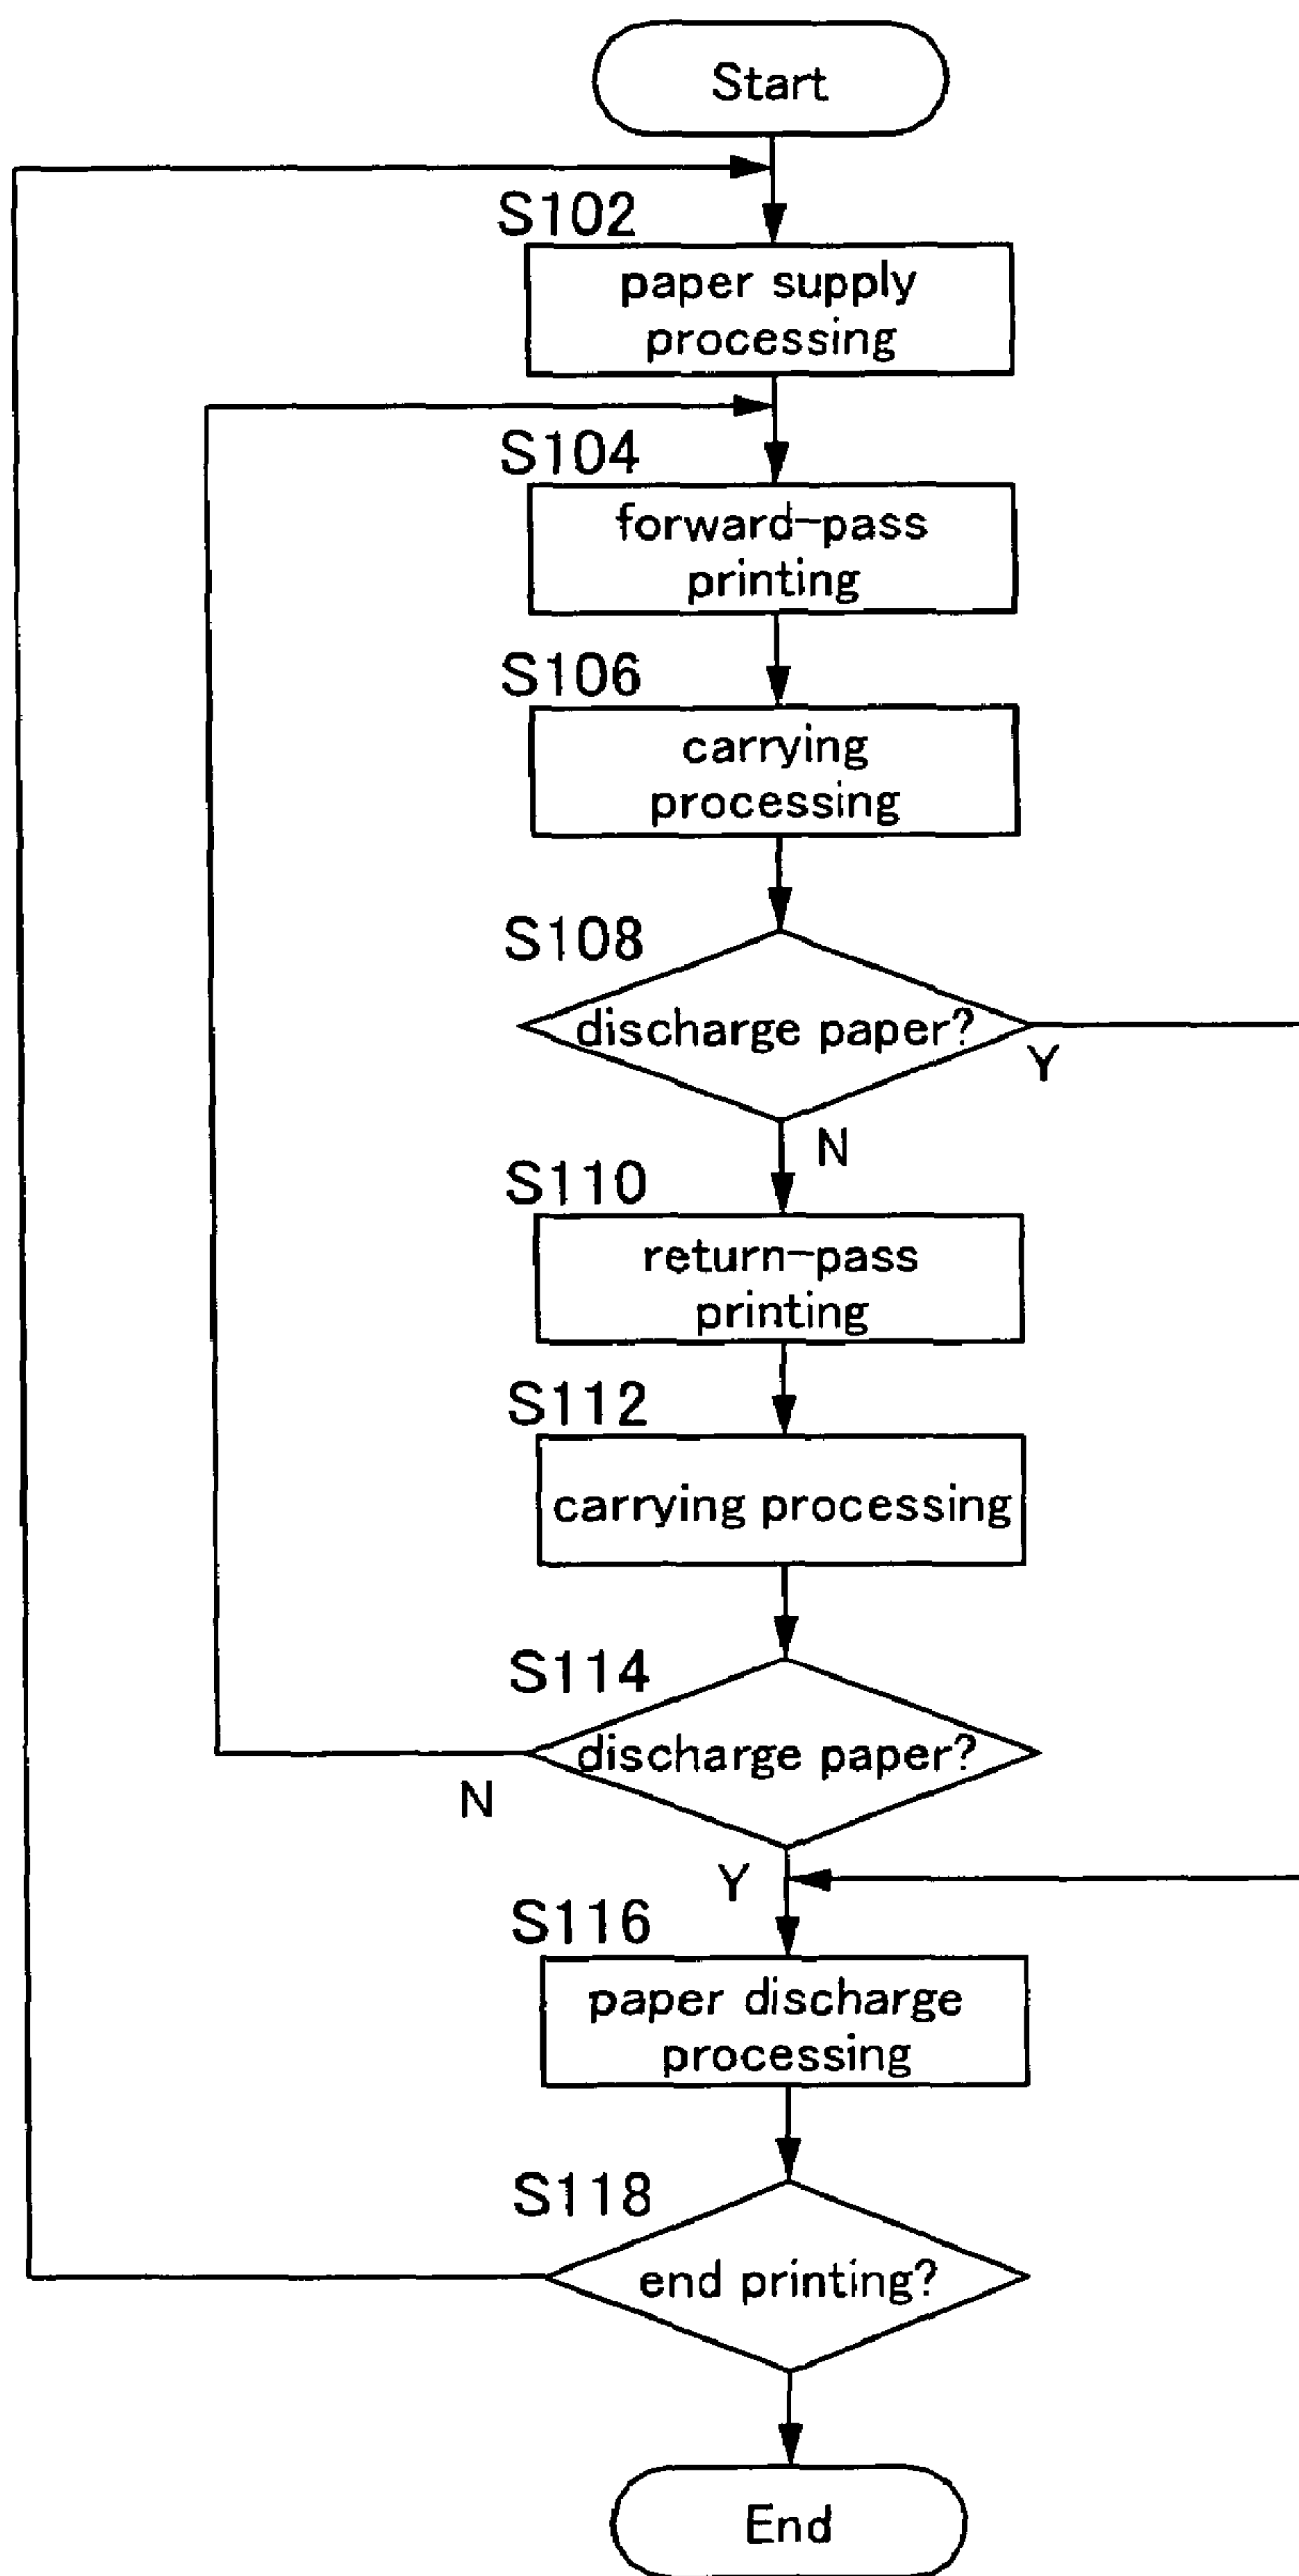 Start
S102
paper supply
processing
S104
forward-pass
printing
S106
carrying
processing
S108
discharge paper?
Y
N
S110
return-pass
printing
S112
carrying processing
S114
discharge paper?
N
Y
S116
paper discharge
processing
S118
end printing?
End